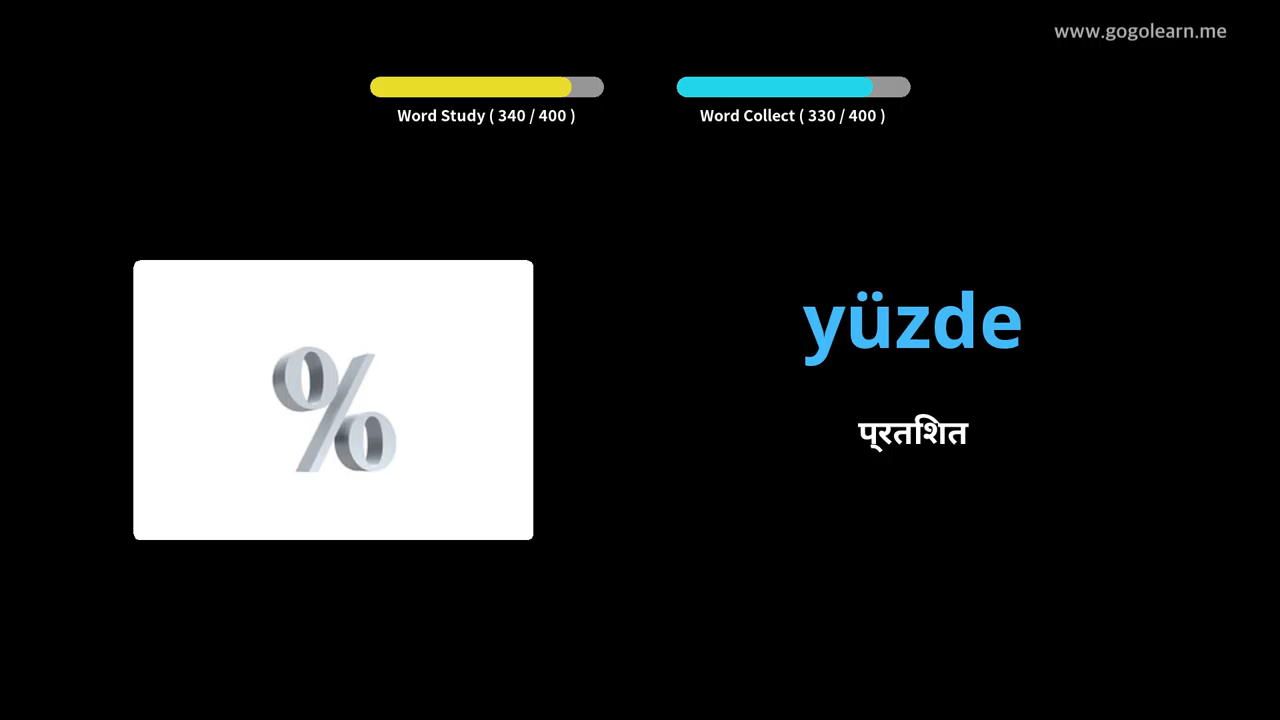 www.gogolearn.me
Word Study ( 340 / 400 )
Word Collect ( 330 / 400 )
%
yüzde
प्रतिशत